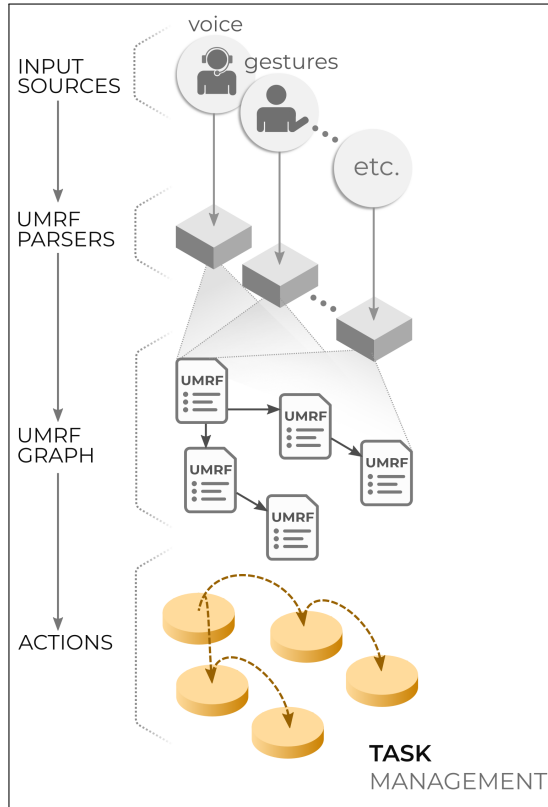 voice
INPUT
SOURCES
gestures
etc.
UMRF
PARSERS
UMRF
UMRF
UMRF
GRAPH
UMRF
UMRF
UMRF
ACTIONS
TASK
MANAGEMENT